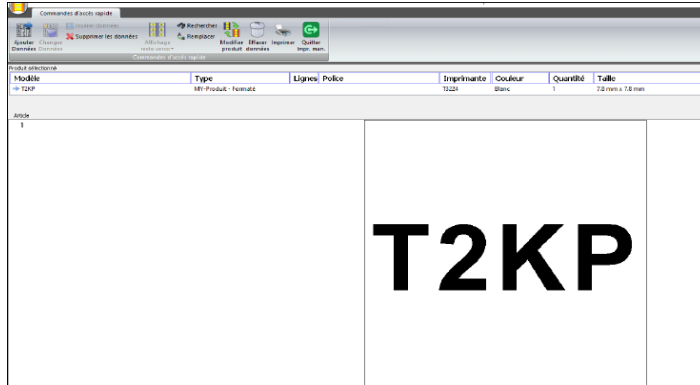 Commandes d'accès rapide
Ajouter Données
Changer Données
Insérer données
Supprimer les données
Affichage
Rechercher
Remplacer
Modifier produit
Effacer données
Imprimer
Quitter impr. man.
Commandes d'accès rapide
Produit sélectionné
Modèle Type Lignes Police Imprimante Couleur Quantité Taille
T2KP MY-Produit - Formaté T3224 Blanc 1 7.8 mm x 7.8 mm
Article
1
T2KP